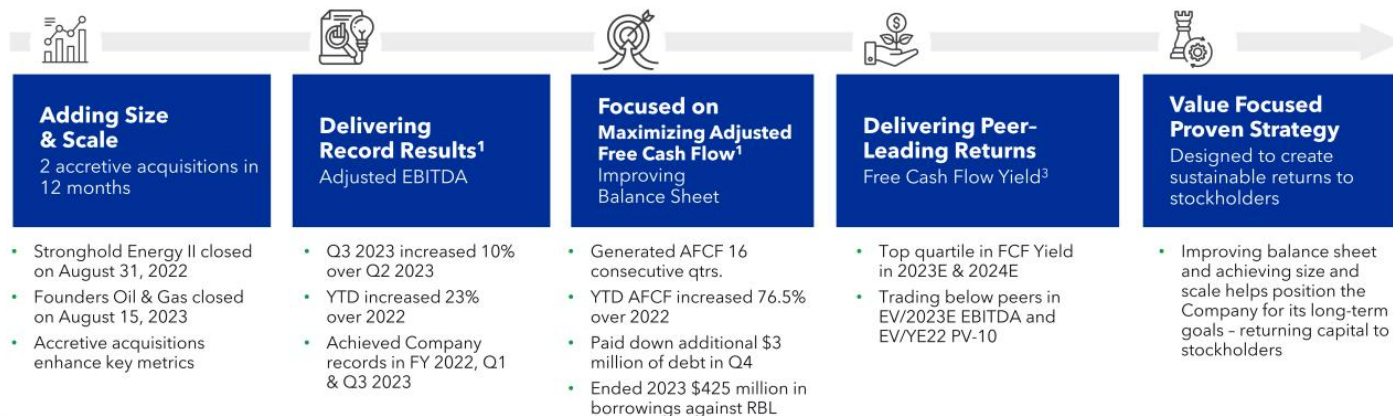 Adding Size
& Scale
2 accretive acquisitions in
12 months
• Stronghold Energy II closed
on August 31, 2022
• Founders Oil & Gas closed
on August 15, 2023
• Accretive acquisitions
enhance key metrics
Delivering
Record Results¹
Adjusted EBITDA
• Q3 2023 increased 10%
over Q2 2023
• YTD increased 23%
over 2022
• Achieved Company
records in FY 2022, Q1
& Q3 2023
Focused on
Maximizing Adjusted
Free Cash Flow¹
Improving
Balance Sheet
• Generated AFCF 16
consecutive qtrs.
• YTD AFCF increased 76.5%
over 2022
• Paid down additional $3
million of debt in Q4
• Ended 2023 $425 million in
borrowings against RBL
Delivering Peer–
Leading Returns
Free Cash Flow Yield³
• Top quartile in FCF Yield
in 2023E & 2024E
• Trading below peers in
EV/2023E EBITDA and
EV/YE22 PV-10
Value Focused
Proven Strategy
Designed to create
sustainable returns to
stockholders
• Improving balance sheet
and achieving size and
scale helps position the
Company for its long-term
goals – returning capital to
stockholders